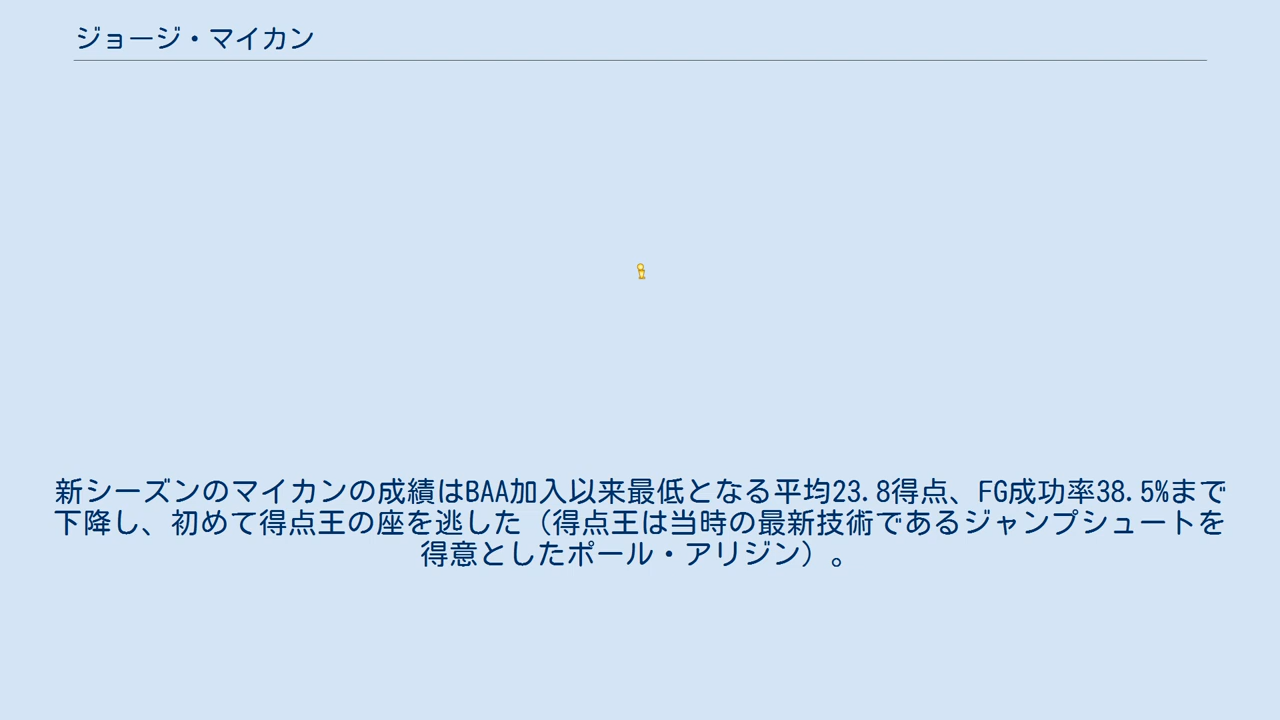 ジョージ・マイカン
新シーズンのマイカンの成績はBAA加入以来最低となる平均23.8得点、FG成功率38.5%まで
下降し、初めて得点王の座を逃した（得点王は当時の最新技術であるジャンプシュートを
得意としたポール・アリジン）。